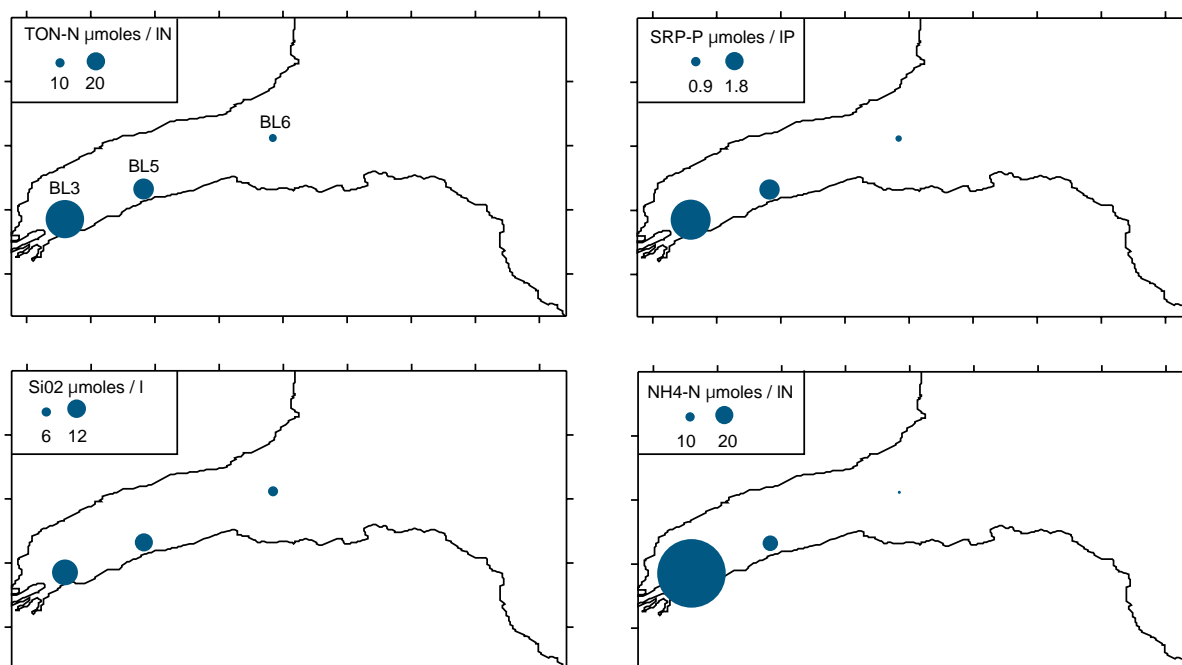 TON-N µmoles / lN
10 20
BL6
BL5
BL3
SRP-P µmoles / lP
0.9 1.8
Si02 µmoles / l
6 12
NH4-N µmoles / lN
10 20